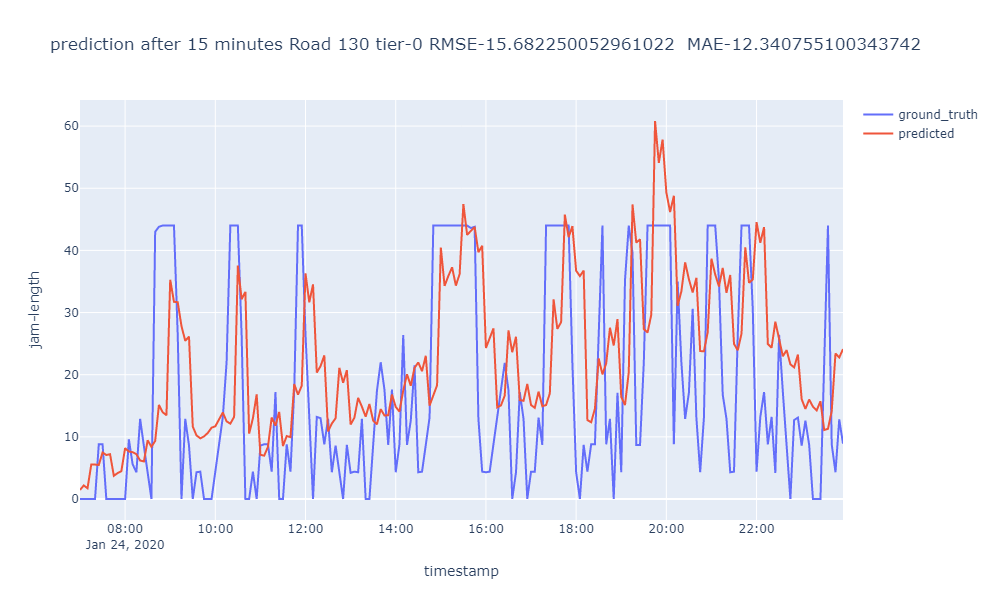 prediction after 15 minutes Road 130 tier-0 RMSE-15.682250052961022 MAE-12.340755100343742
ground_truth
predicted
60
50
40
30
20
10
0
jam-length
08:00 10:00 12:00 14:00 16:00 18:00 20:00 22:00
Jan 24, 2020
timestamp